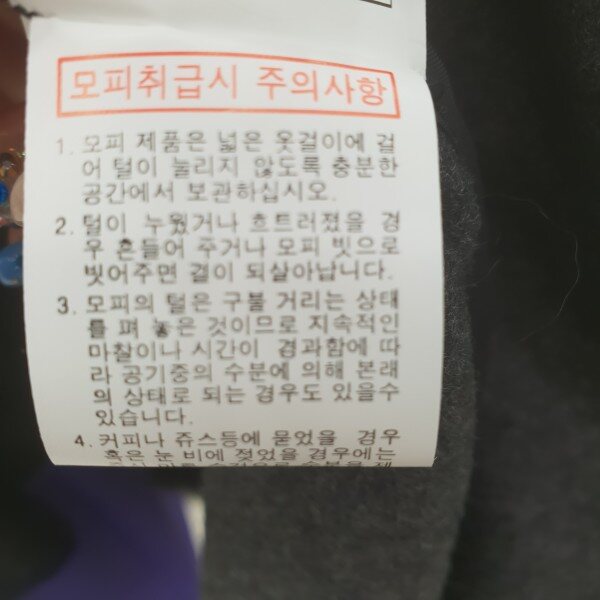 모피취급시 주의사항
1. 모피 제품은 넓은 옷걸이에 걸
어 털이 눌리지 않도록 충분한
공간에서 보관하십시오.
2. 털이 누웠거나 흐트러졌을 경
우 흔들어 주거나 모피 빗으로
빗어주면 결이 되살아납니다.
3. 모피의 털은 구불 거리는 상태
를 펴 놓은 것이므로 지속적인
마찰이나 시간이 경과함에 따
라 공기중의 수분에 의해 본래
의 상태로 되는 경우도 있을수
있습니다.
4. 커피나 쥬스등에 묻었을 경우
혹은 눈 비에 젖었을 경우에는